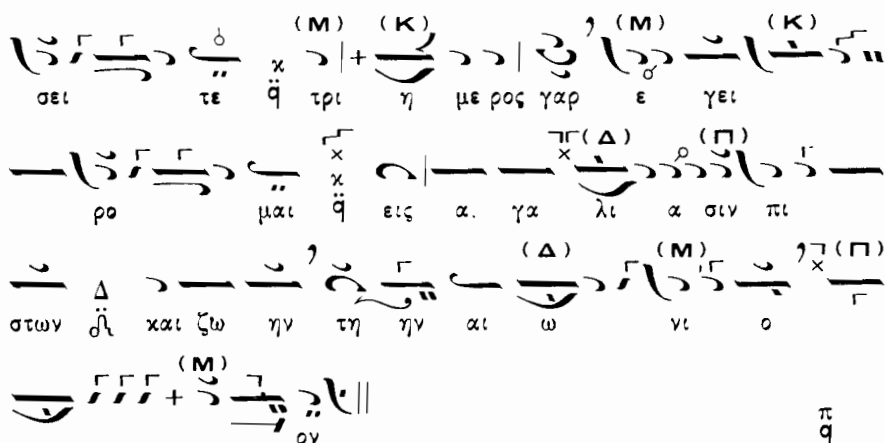 (Μ) (Κ) (Μ) (Κ)
σει τε κ̤ q̈ τρι η με ρος γαρ ε γει
(Δ) (Π)
ρο μαι κ q̈ εις α. γα λι α σιν πι
(Δ) (Μ) (Π)
στων Δ και ζω ην τη ην αι ω νι ο
(Μ)
ον π q̈